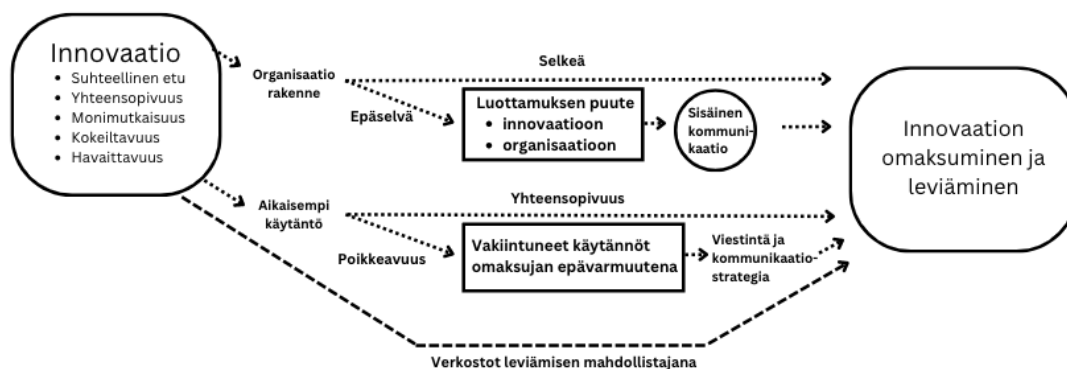 Innovaatio
• Suhteellinen etu
• Yhteensopivuus
• Monimutkaisuus
• Kokeiltavuus
• Havaittavuus
Organisaatio
rakenne
Selkeä
Epäselvä
Luottamuksen puute
• innovaatioon
• organisaatioon
Sisäinen
kommuni-
kaatio
Innovaation
omaksuminen ja
leviäminen
Aikaisempi
käytäntö
Yhteensopivuus
Poikkeavuus
Vakiintuneet käytännöt
omaksujan epävarmuutena
Viestintä ja
kommunikaatio-
strategia
Verkostot leviämisen mahdollistajana